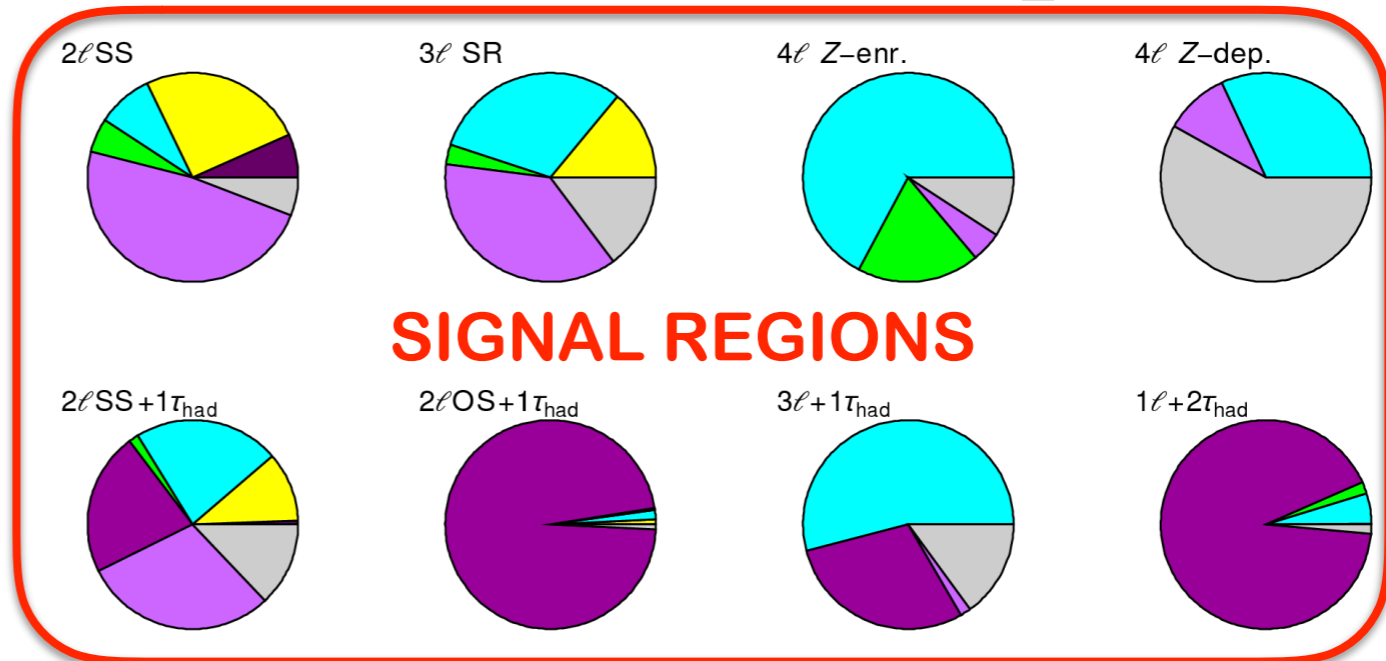 2ℓSS
3ℓ SR
4ℓ Z−enr.
4ℓ Z−dep.
SIGNAL REGIONS
2ℓSS+1τhad
2ℓOS+1τhad
3ℓ+1τhad
1ℓ+2τhad